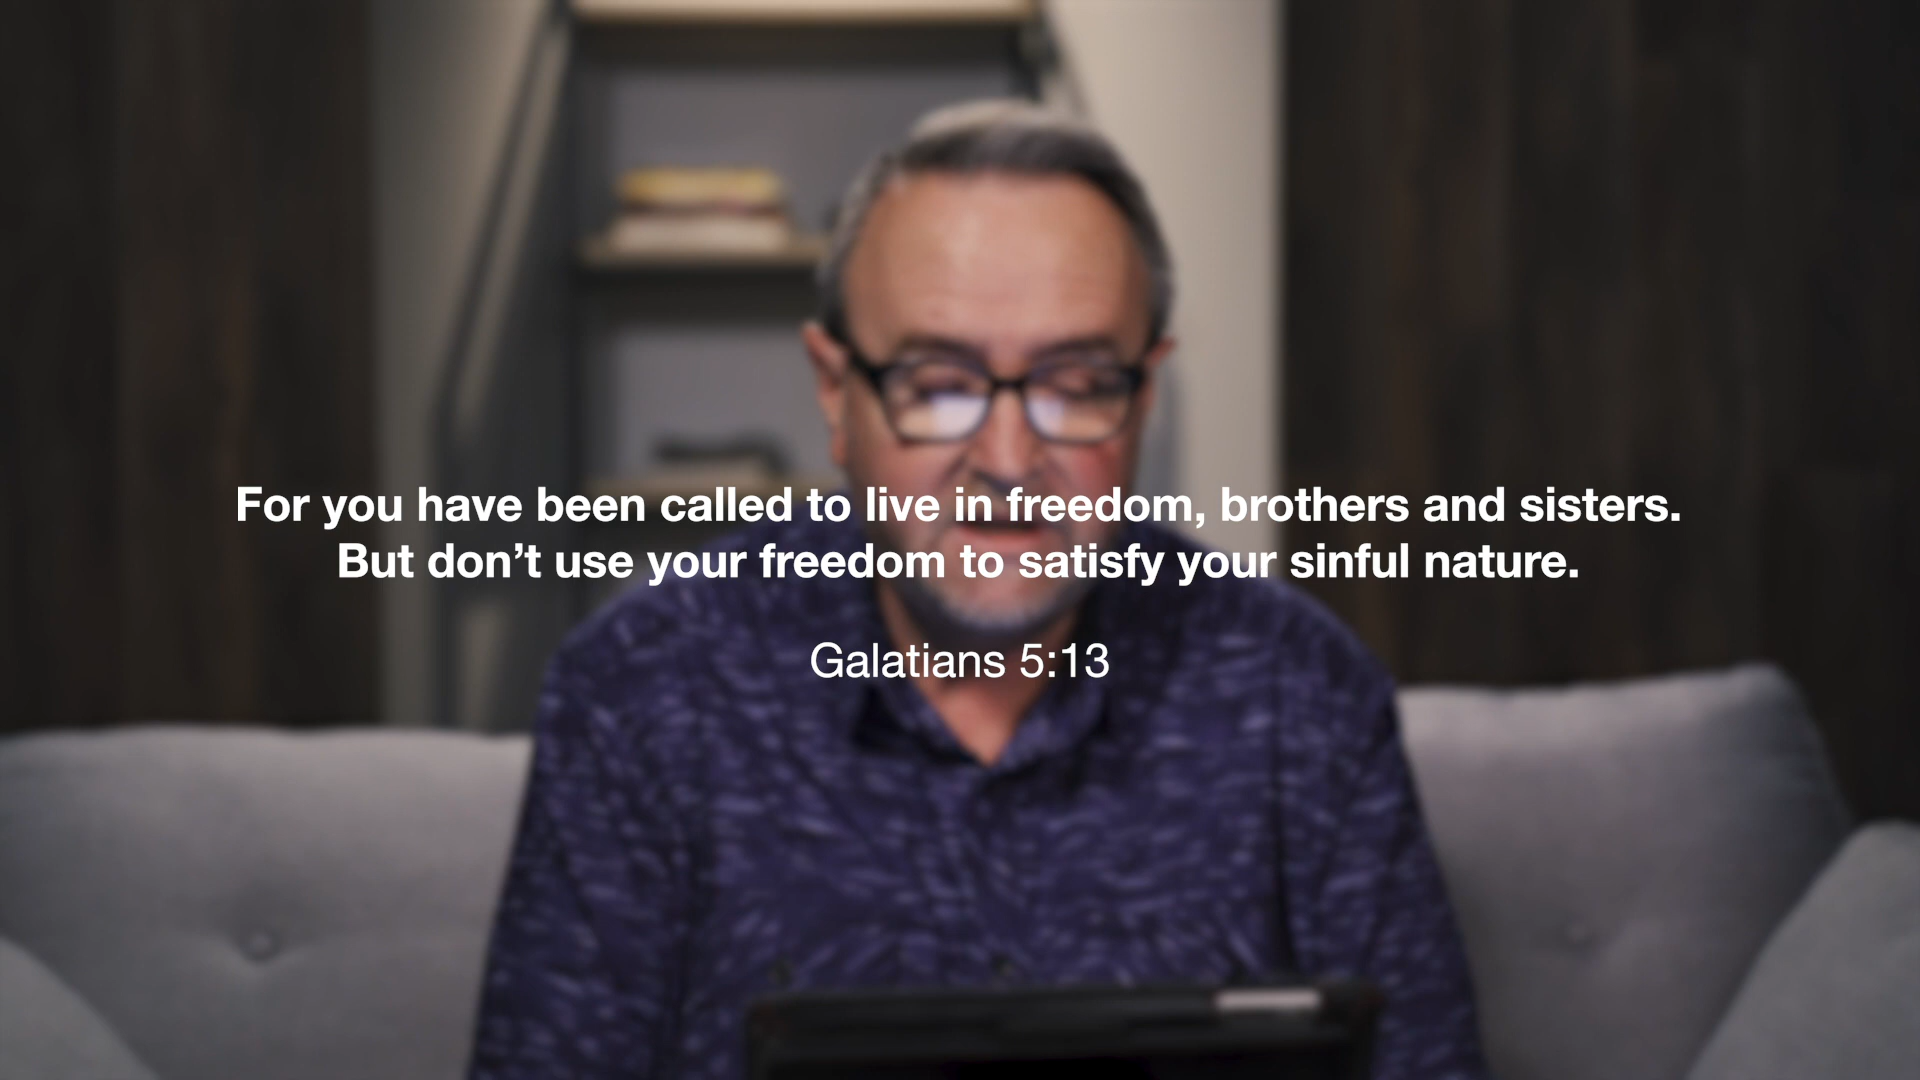 For you have been called to live in freedom, brothers and sisters.
But don’t use your freedom to satisfy your sinful nature.
Galatians 5:13